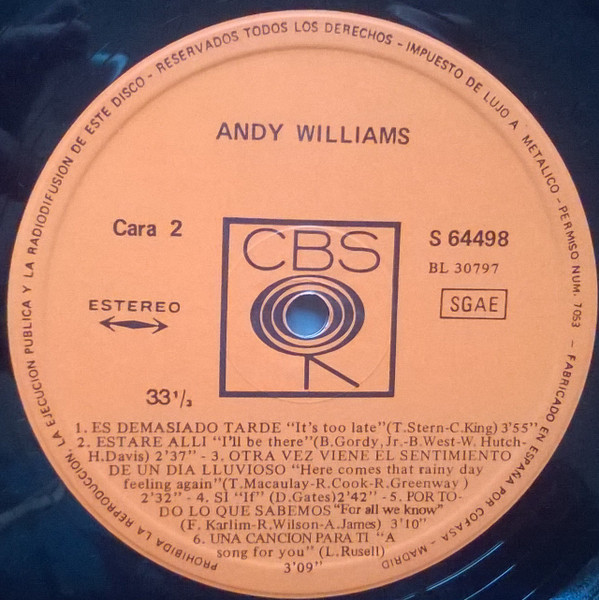 PROHIBIDA LA REPRODUCCION, LA EJECUCION PUBLICA Y LA RADIODIFUSION DE ESTE DISCO - RESERVADOS TODOS LOS DERECHOS - IMPUESTO DE LUJO A METALICO - PERMISO NUM. 7053 - FABRICADO EN ESPAÑA POR COFASA - MADRID
ANDY WILLIAMS
Cara 2
CBS
S 64498
BL 30797
SGAE
ESTEREO
33 1/3
1. ES DEMASIADO TARDE "It's too late"(T.Stern-C.King) 3'55"
2. ESTARE ALLI "I'll be there"(B.Gordy, Jr.-B.West-W. Hutch-
H.Davis) 2'37" - 3. OTRA VEZ VIENE EL SENTIMIENTO
DE UN DIA LLUVIOSO "Here comes that rainy day
feeling again"(T.Macaulay-R.Cook-R.Greenway)
2'32" - 4. SI "If" (D.Gates) 2'42" - 5. POR TO-
DO LO QUE SABEMOS "For all we know"
(F. Karlim-R.Wilson-A.James) 3'10"
6. UNA CANCION PARA TI "A
song for you" (L.Rusell)
3'09"